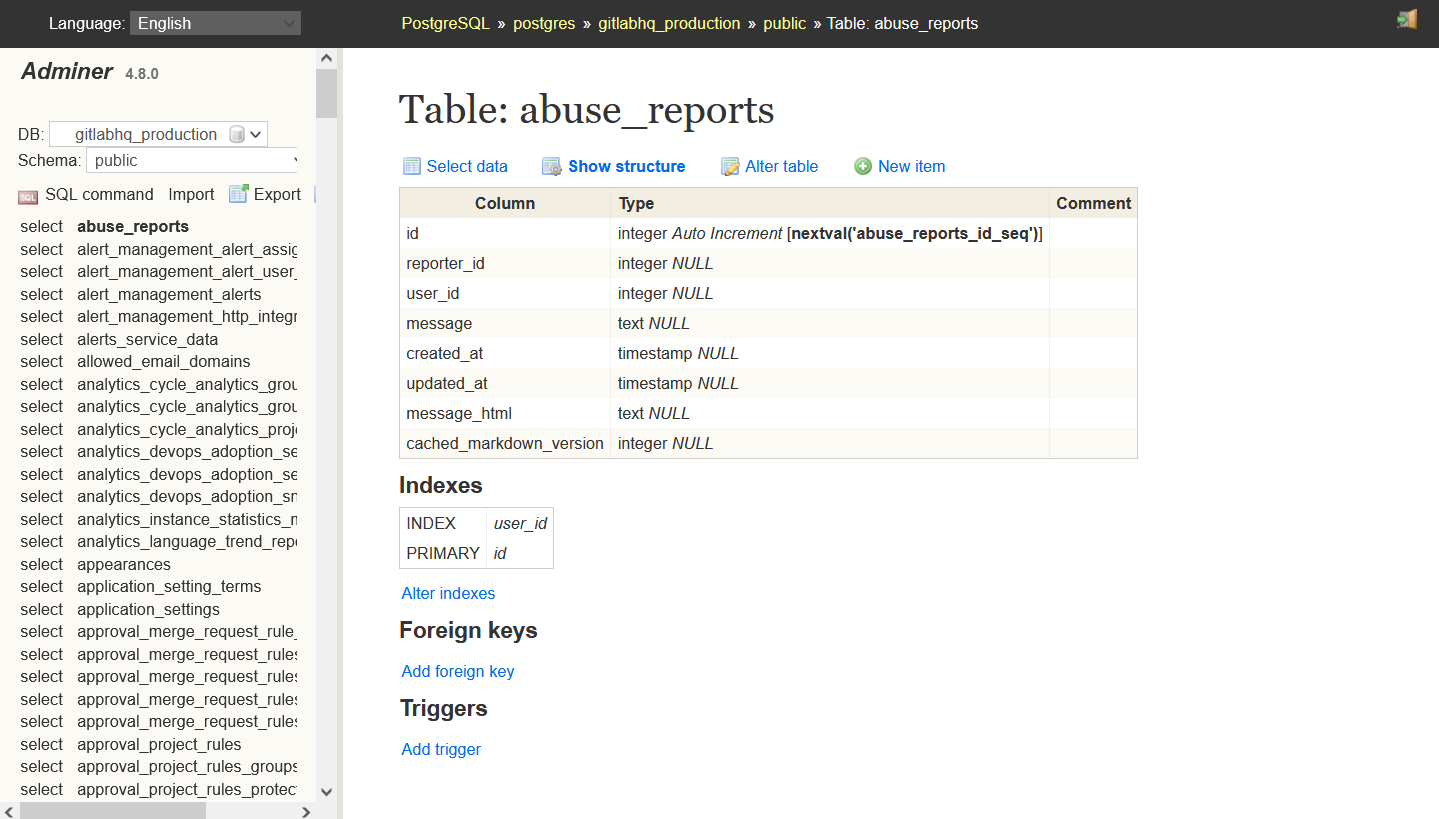 Language: English
PostgreSQL » postgres » gitlabhq_production » public » Table: abuse_reports
Adminer 4.8.0
DB: gitlabhq_production
Schema: public
SQL SQL command Import Export
select abuse_reports
select alert_management_alert_assig
select alert_management_alert_user_
select alert_management_alerts
select alert_management_http_integr
select alerts_service_data
select allowed_email_domains
select analytics_cycle_analytics_grou
select analytics_cycle_analytics_grou
select analytics_cycle_analytics_proje
select analytics_devops_adoption_se
select analytics_devops_adoption_se
select analytics_devops_adoption_sn
select analytics_instance_statistics_m
select analytics_language_trend_repo
select appearances
select application_setting_terms
select application_settings
select approval_merge_request_rule_
select approval_merge_request_rules
select approval_merge_request_rules
select approval_merge_request_rules
select approval_merge_request_rules
select approval_project_rules
select approval_project_rules_groups
select approval_project_rules_protec
Table: abuse_reports
Select data Show structure Alter table New item
Column Type Comment
id integer Auto Increment [nextval('abuse_reports_id_seq')]
reporter_id integer NULL
user_id integer NULL
message text NULL
created_at timestamp NULL
updated_at timestamp NULL
message_html text NULL
cached_markdown_version integer NULL
Indexes
INDEX user_id
PRIMARY id
Alter indexes
Foreign keys
Add foreign key
Triggers
Add trigger